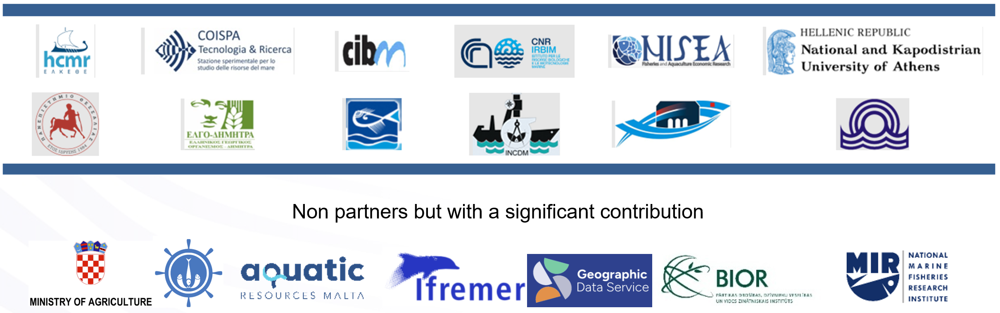 hcmr
ΕΛΚΕΘΕ
COISPA
Tecnologia & Ricerca
Stazione sperimentale per lo
studio delle risorse del mare
cibm
CNR
IRBIM
ISTITUTO PER LE
RISORSE BIOLOGICHE
E LE BIOTECNOLOGIE
MARINE
NISEA
Fisheries and Aquaculture Economic Research
HELLENIC REPUBLIC
National and Kapodistrian
University of Athens
ΠΑΝΕΠΙΣΤΗΜΙΟ ΘΕΣΣΑΛΙΑΣ
ΕΤΟΣ ΙΔΡΥΣΗΣ 1984
ΕΛΓΟ-ΔΗΜΗΤΡΑ
ΕΛΛΗΝΙΚΟΣ ΓΕΩΡΓΙΚΟΣ
ΟΡΓΑΝΙΣΜΟΣ - ΔΗΜΗΤΡΑ
INCDM
Non partners but with a significant contribution
MINISTRY OF AGRICULTURE
aquatic
RESOURCES MALTA
Ifremer
Geographic
Data Service
BIOR
PĀRTIKAS DROŠĪBAS, DZĪVNIEKU VESELĪBAS
UN VIDES ZINĀTNISKAIS INSTITŪTS
MIR
NATIONAL
MARINE
FISHERIES
RESEARCH
INSTITUTE